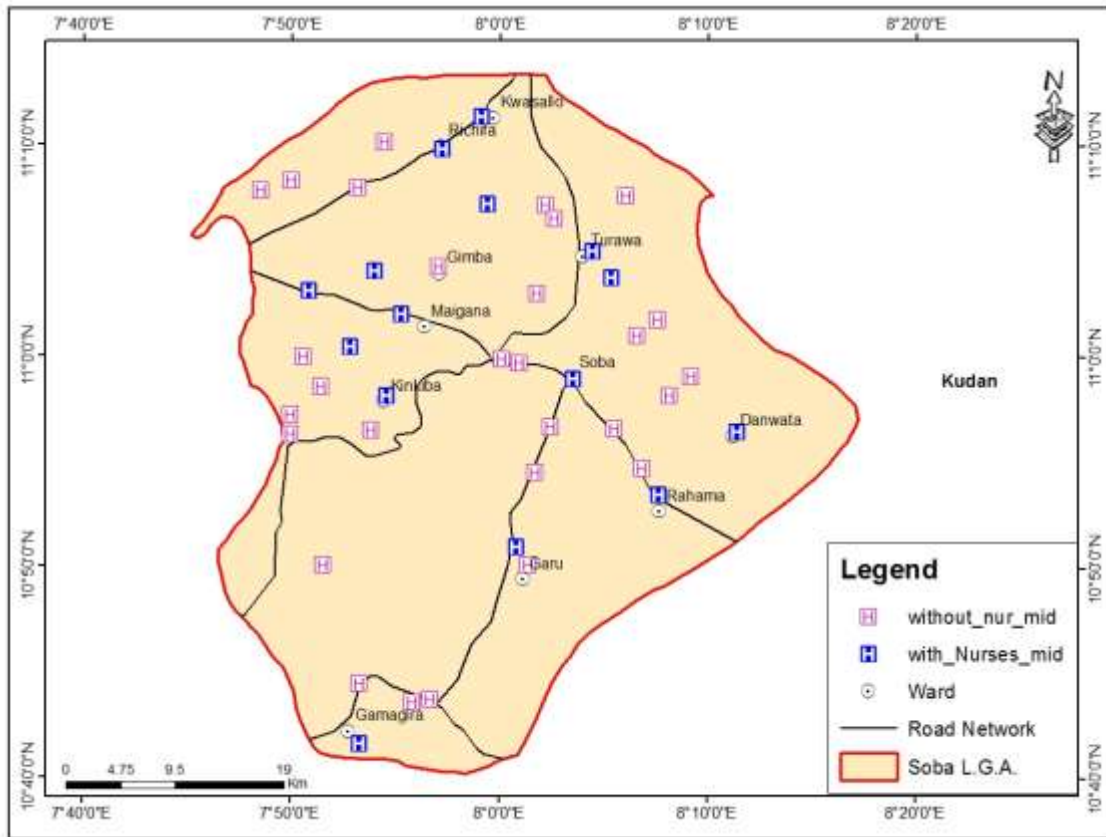 7°40'0"E 7°50'0"E 8°0'0"E 8°10'0"E 8°20'0"E
N
Kwasallo
Richifa
11°10'0"N 11°10'0"N
Turawa
Gimba
Maigana
11°0'0"N 11°0'0"N
Soba
Kudan
Kinkiba
Danwata
Rahama
10°50'0"N 10°50'0"N
Garu
Legend
without_nur_mid
with_Nurses_mid
Ward
Road Network
Soba L.G.A.
Gamagira
0 4.75 9.5 19
Km
10°40'0"N 10°40'0"N
7°40'0"E 7°50'0"E 8°0'0"E 8°10'0"E 8°20'0"E